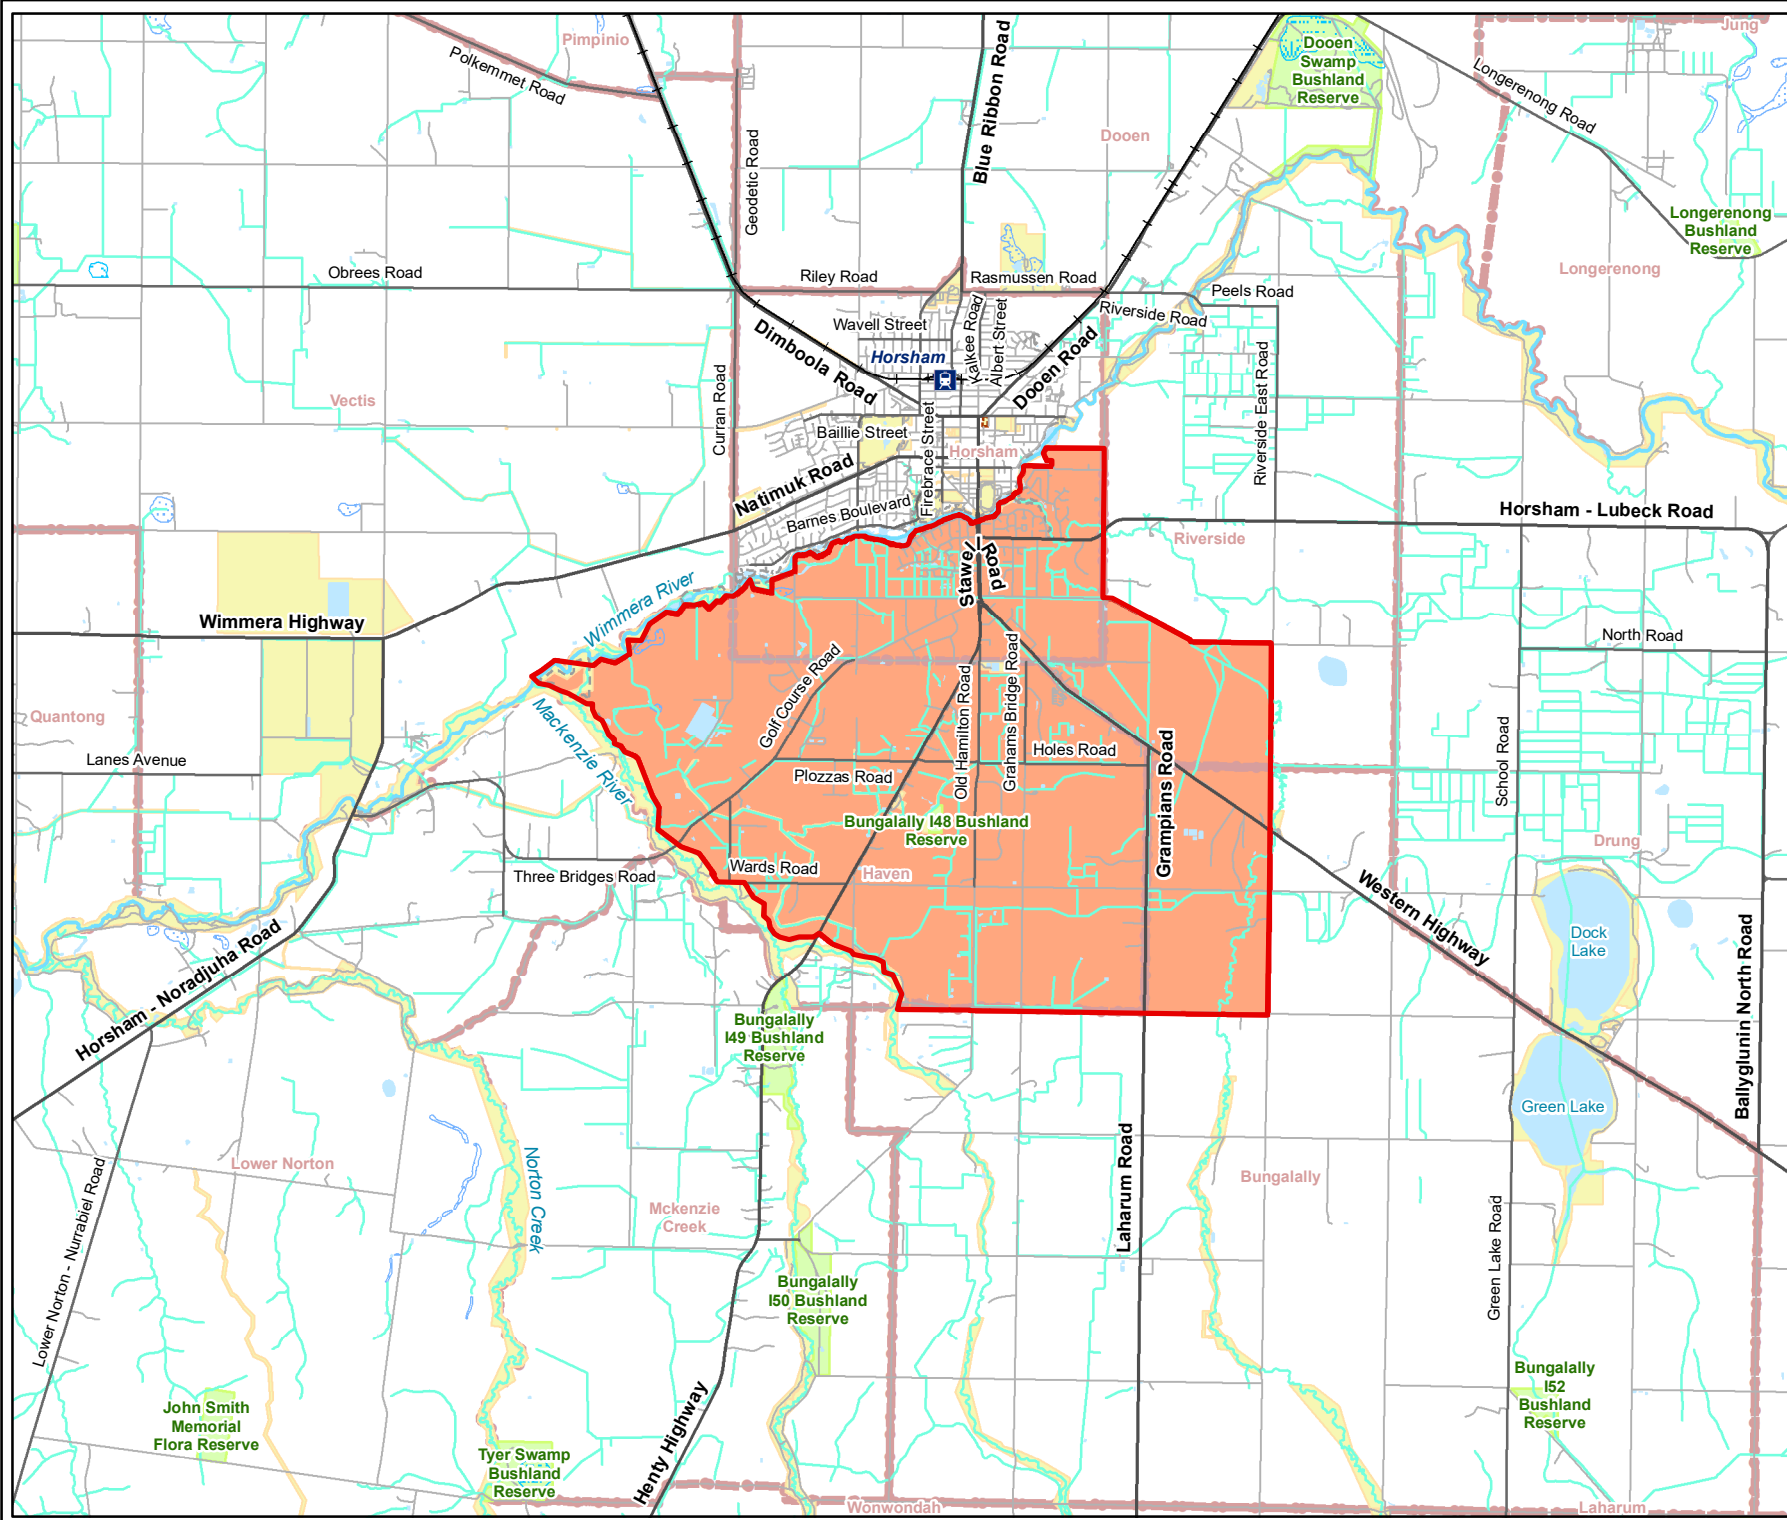 Jung
Pimpinio
Polkemmet Road
Blue Ribbon Road
Dooen
Swamp
Bushland
Reserve
Longerenong Road
Dooen
Geodetic Road
Longerenong
Bushland
Reserve
Longerenong
Obrees Road
Riley Road
Rasmussen Road
Peels Road
Riverside Road
Wavell Street
Kalkee Road
Albert Street
Dimboola Road
Horsham
Dooen Road
Riverside East Road
Vectis
Curran Road
Baillie Street
Firebrace Street
Horsham
Natimuk Road
Barnes Boulevard
Horsham - Lubeck Road
Riverside
Stawell
Road
Wimmera River
Wimmera Highway
North Road
Golf Course Road
Old Hamilton Road
Grahams Bridge Road
Quantong
Mackenzie River
Lanes Avenue
Plozzas Road
Holes Road
Grampians Road
School Road
Bungalally I48 Bushland
Reserve
Drung
Three Bridges Road
Wards Road
Haven
Western Highway
Dock
Lake
Horsham - Noradjuha Road
Ballyglunin North Road
Bungalally
I49 Bushland
Reserve
Green Lake
Lower Norton
Lower Norton - Nurrabiel Road
Norton Creek
Mckenzie
Creek
Laharum Road
Bungalally
Green Lake Road
Bungalally
I50 Bushland
Reserve
Bungalally
I52
Bushland
Reserve
John Smith
Memorial
Flora Reserve
Henty Highway
Tyer Swamp
Bushland
Reserve
Wonwondah
Laharum